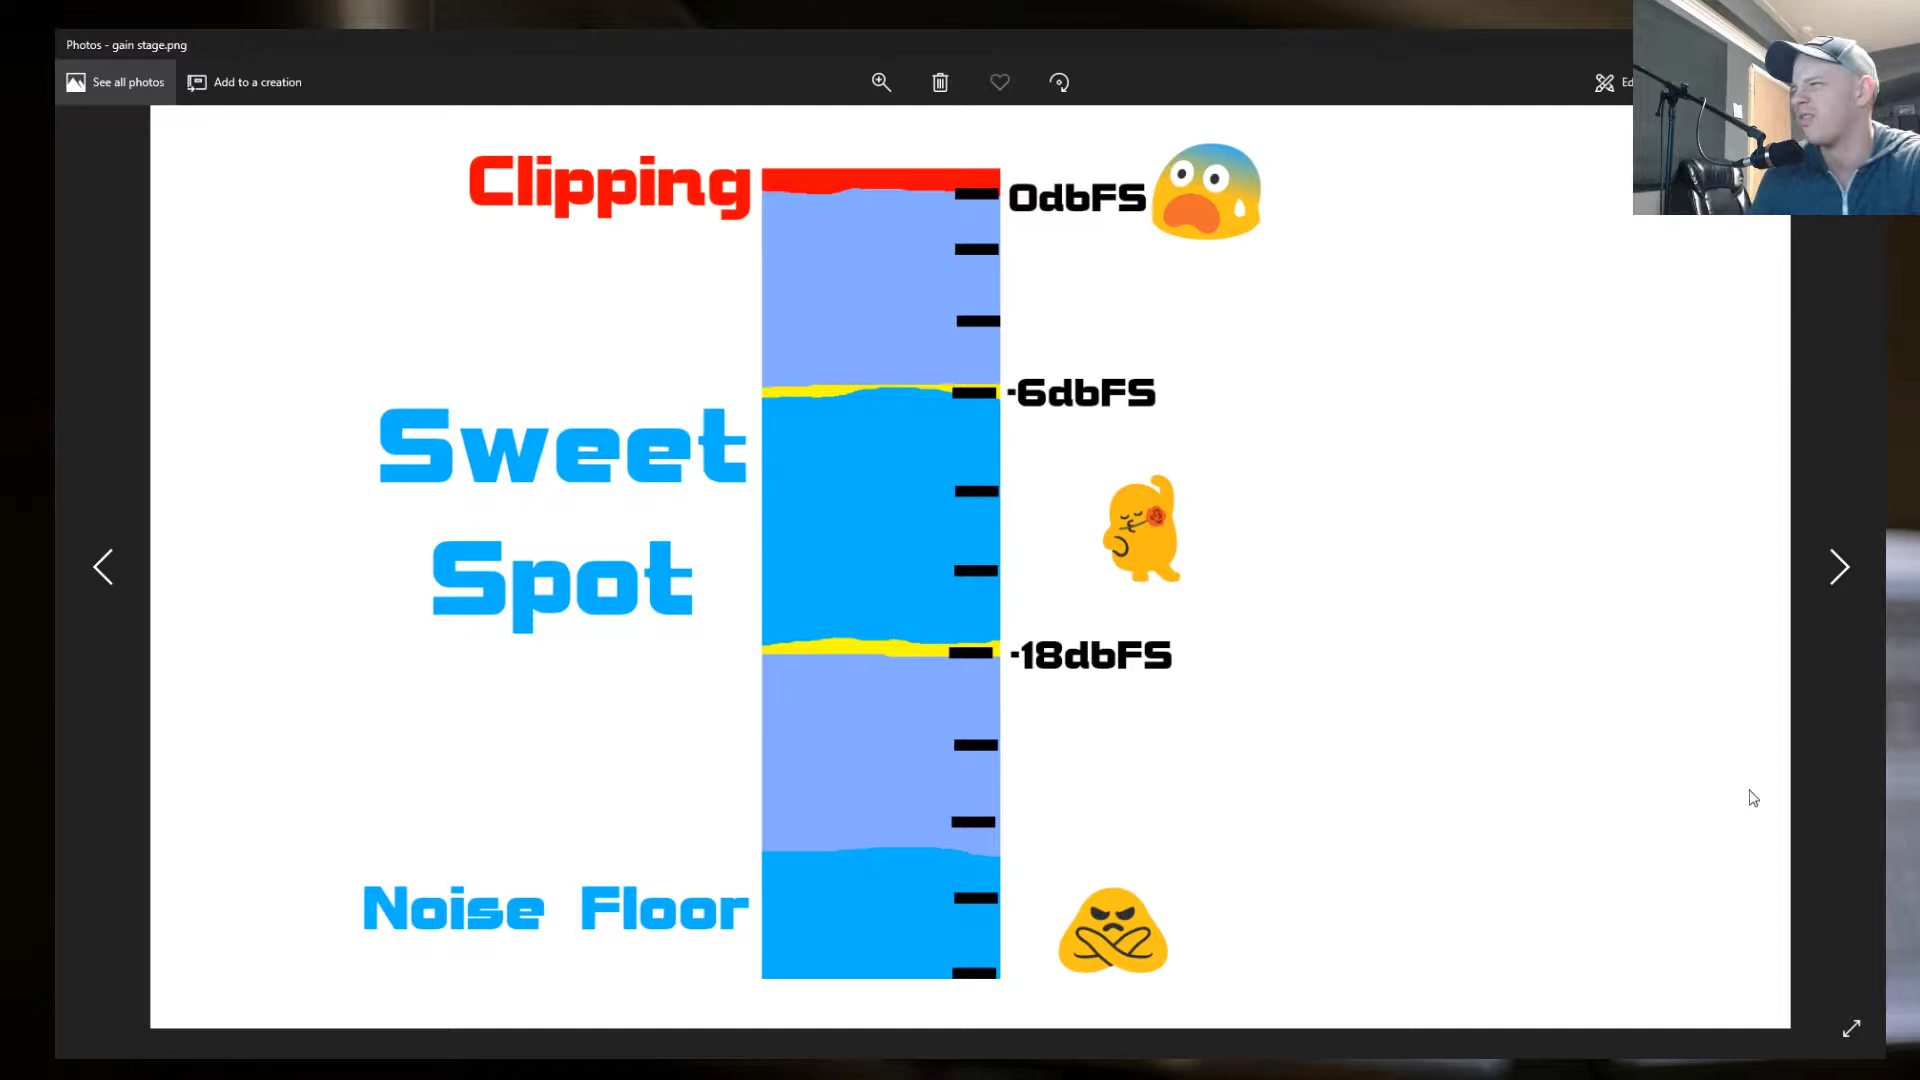 Photos - gain stage.png
See all photos
Add to a creation
Clipping
0dbFS
-6dbFS
Sweet
Spot
-18dbFS
Noise Floor